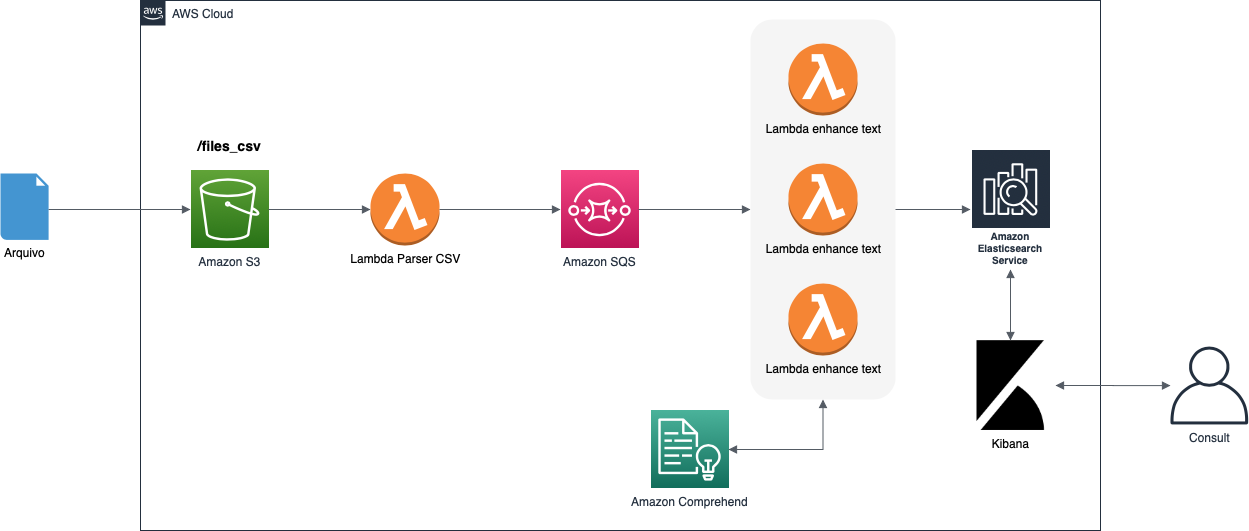 aws
AWS Cloud
/files_csv
Arquivo
Amazon S3
Lambda Parser CSV
Amazon SQS
Lambda enhance text
Lambda enhance text
Lambda enhance text
Amazon
Elasticsearch
Service
Kibana
Consult
Amazon Comprehend